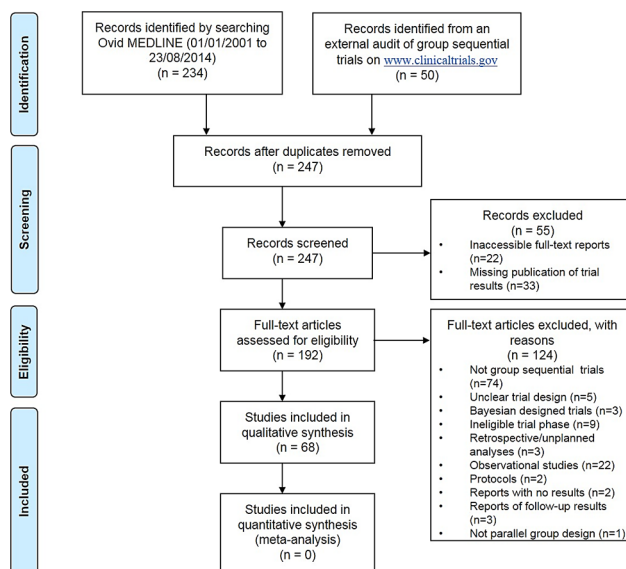 Identification
Records identified by searching
Ovid MEDLINE (01/01/2001 to
23/08/2014)
(n = 234)
Records identified from an
external audit of group sequential
trials on www.clinicaltrials.gov
(n = 50)
Records after duplicates removed
(n = 247)
Screening
Records screened
(n = 247)
Records excluded
(n = 55)
• Inaccessible full-text reports
(n=22)
• Missing publication of trial
results (n=33)
Eligibility
Full-text articles
assessed for eligibility
(n = 192)
Full-text articles excluded, with
reasons
(n = 124)
• Not group sequential trials
(n=74)
• Unclear trial design (n=5)
• Bayesian designed trials (n=3)
• Ineligible trial phase (n=9)
• Retrospective/unplanned
analyses (n=3)
• Observational studies (n=22)
• Protocols (n=2)
• Reports with no results (n=2)
• Reports of follow-up results
(n=3)
• Not parallel group design (n=1)
Included
Studies included in
qualitative synthesis
(n = 68)
Studies included in
quantitative synthesis
(meta-analysis)
(n = 0)